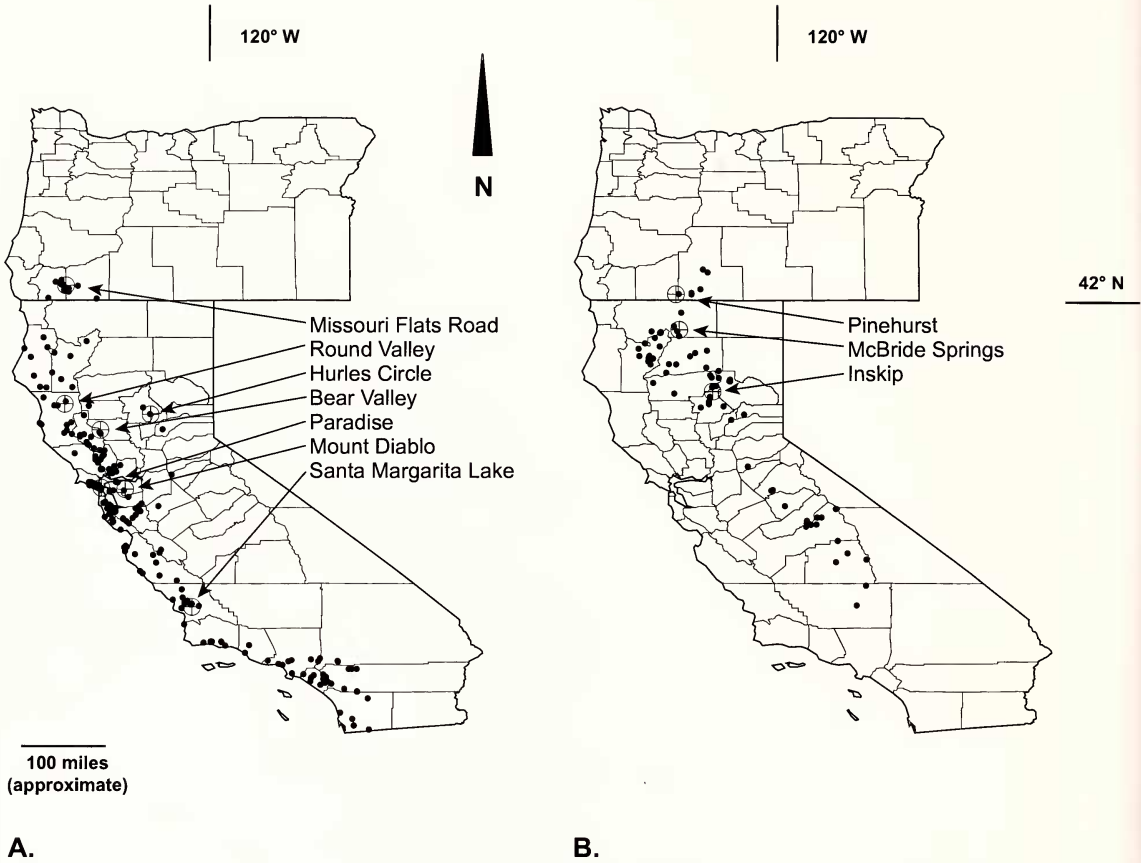 120° W
120° W
N
42° N
Missouri Flats Road
Round Valley
Hurles Circle
Bear Valley
Paradise
Mount Diablo
Santa Margarita Lake
Pinehurst
McBride Springs
Inskip
100 miles
(approximate)
A.
B.